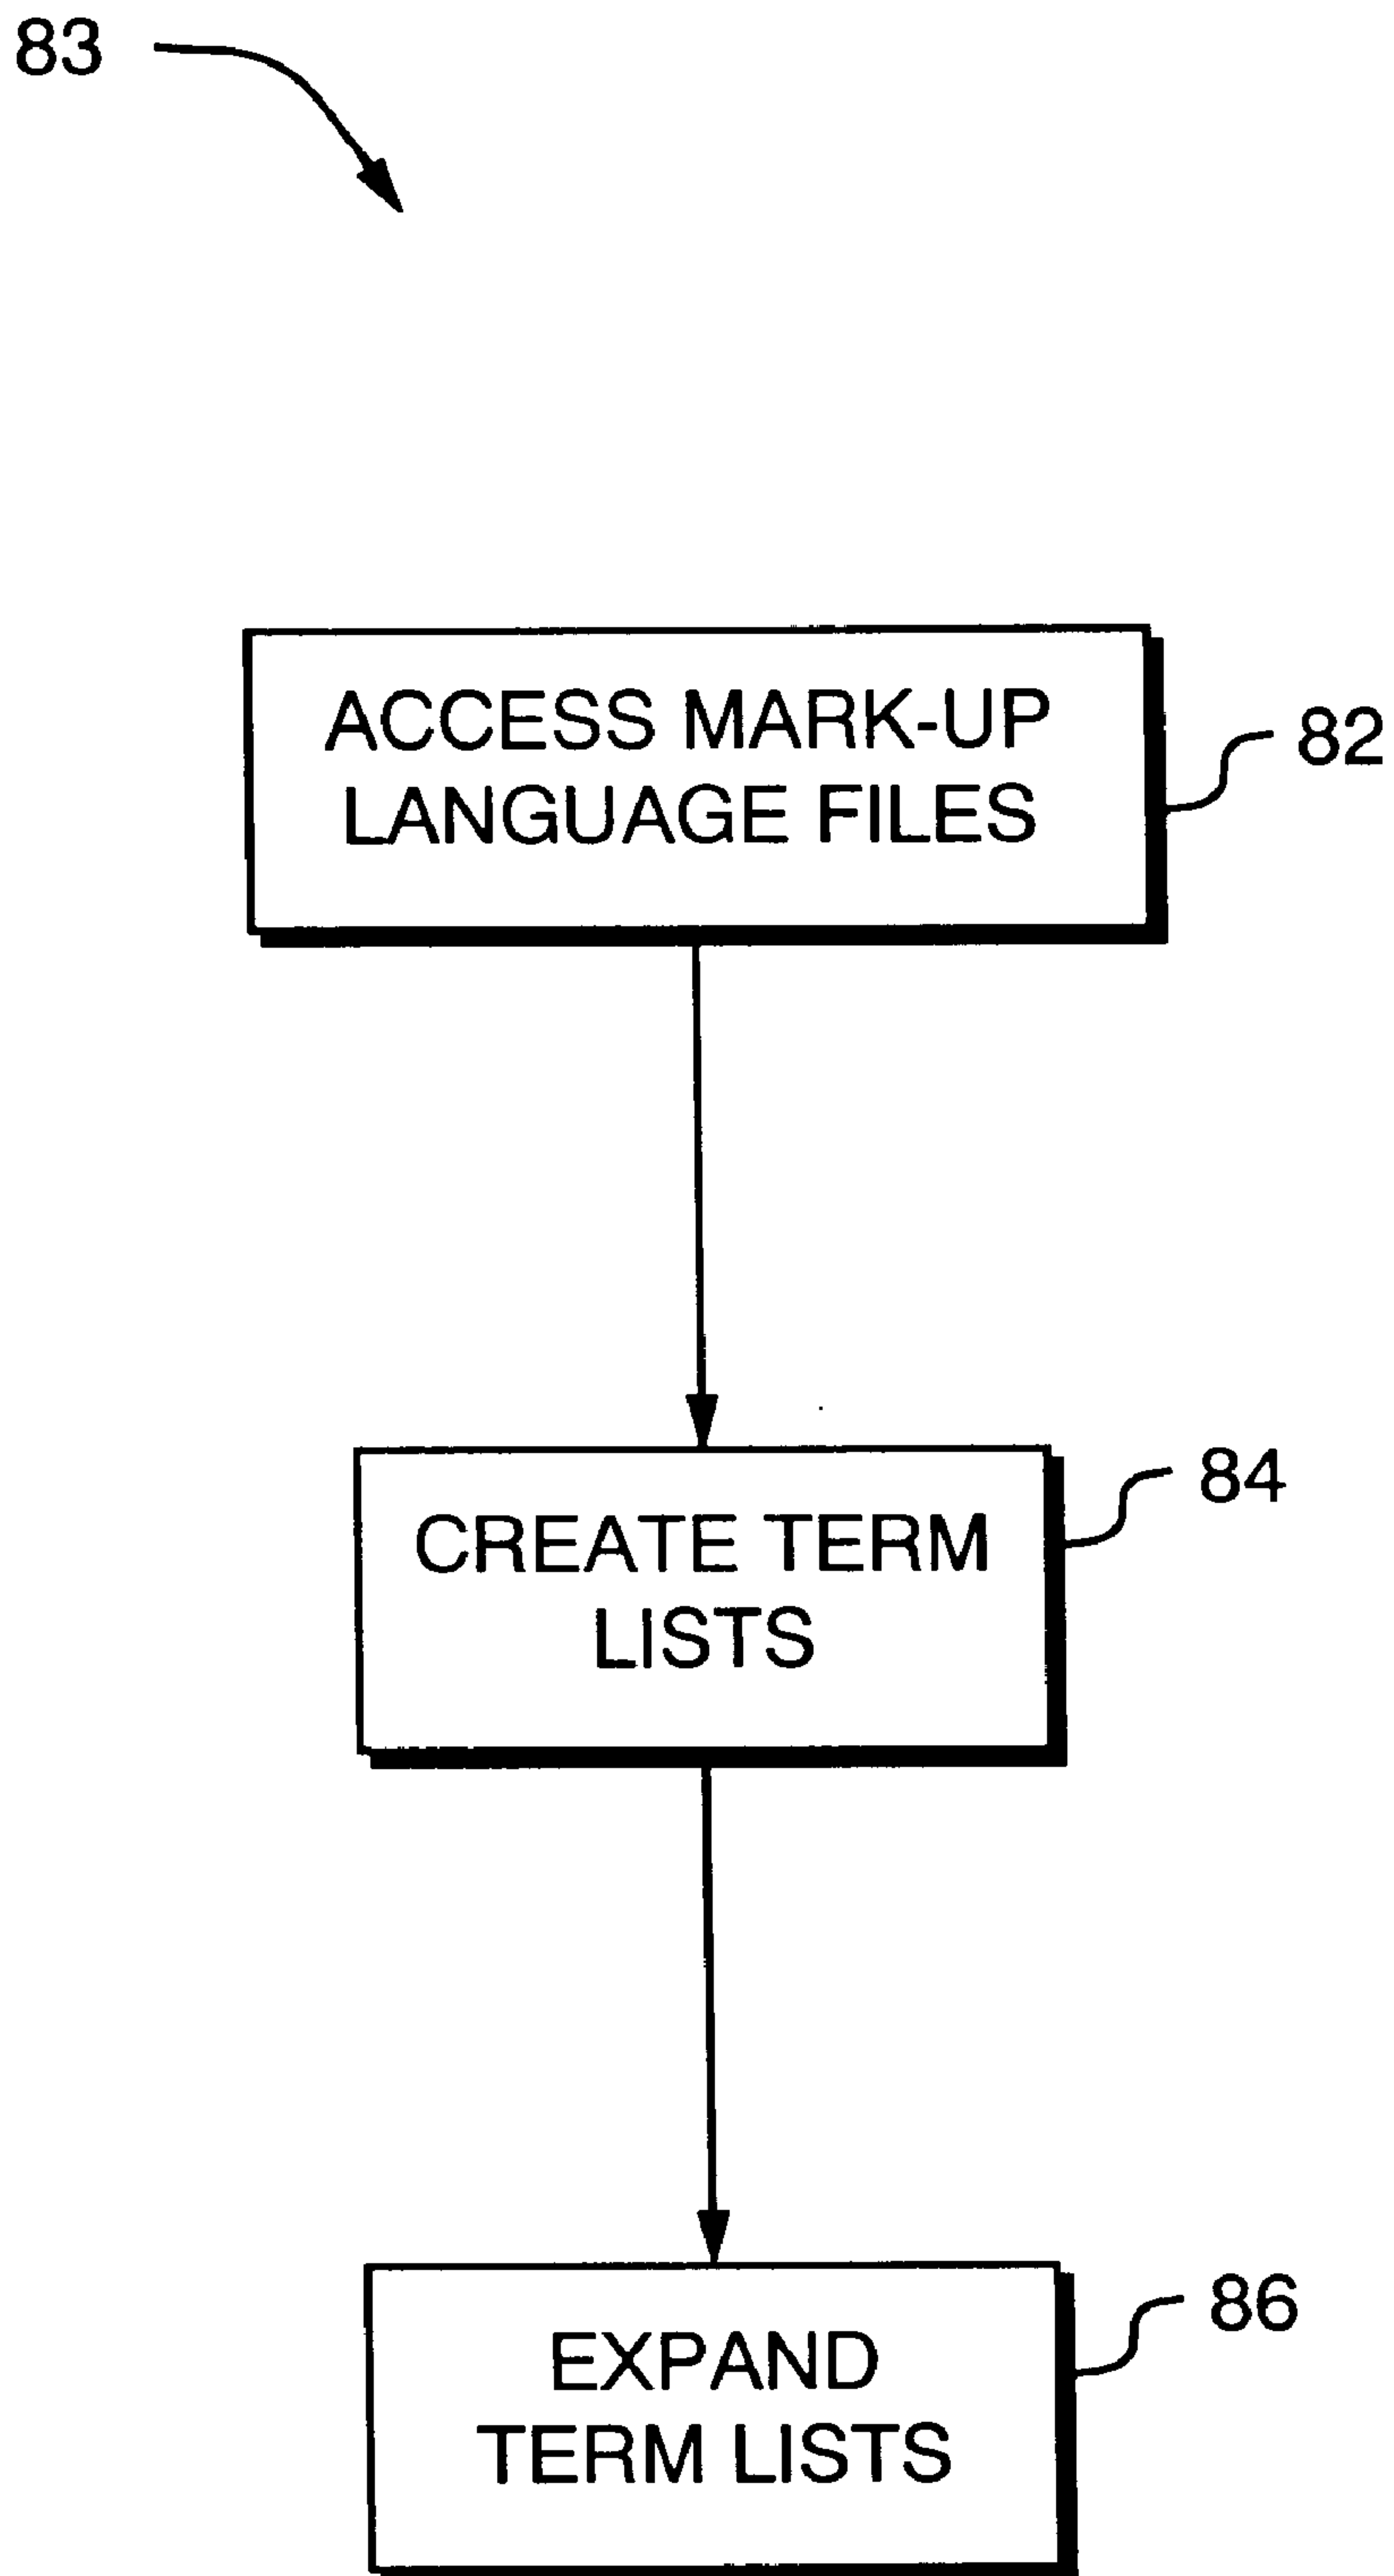 83
ACCESS MARK-UP
LANGUAGE FILES
82
CREATE TERM
LISTS
84
EXPAND
TERM LISTS
86